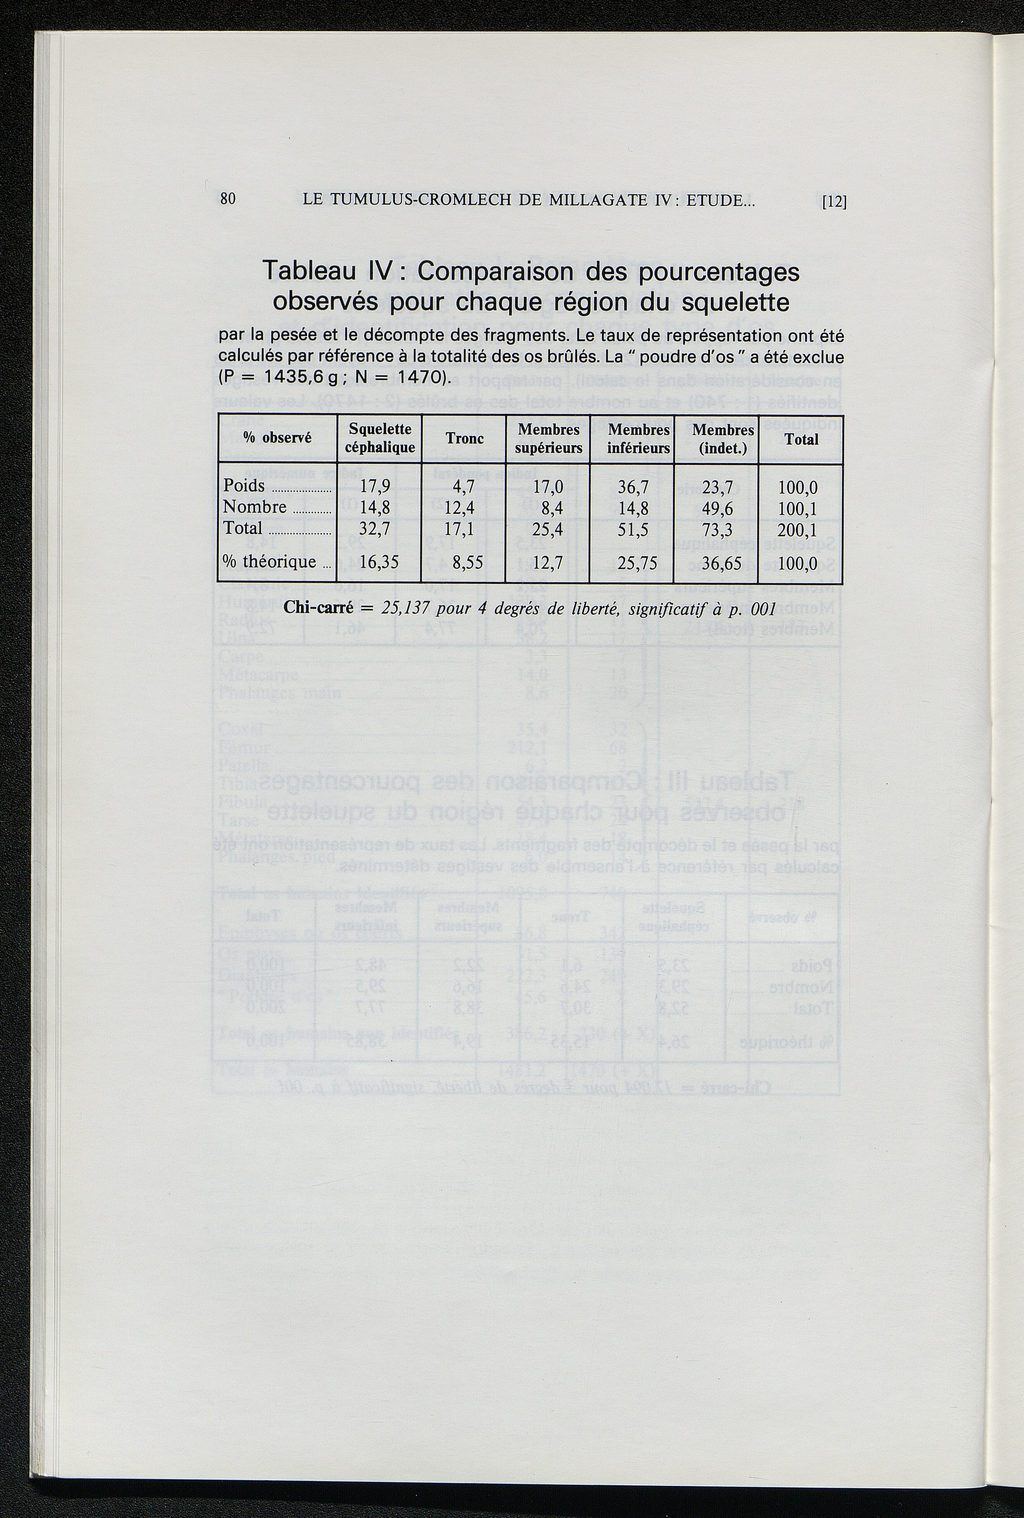 80 LE TUMULUS-CROMLECH DE MILLAGATE IV: ETUDE... [12]
Tableau IV : Comparaison des pourcentages
observés pour chaque région du squelette
par la pesée et le décompte des fragments. Le taux de représentation ont été
calculés par référence à la totalité des os brûlés. La " poudre d'os " a été exclue
(P = 1435,6 g ; N = 1470).
% observé Squelette céphalique Tronc Membres supérieurs Membres inférieurs Membres (indet.) Total
Poids ..................... 17,9 4,7 17,0 36,7 23,7 100,0
Nombre ............. 14,8 12,4 8,4 14,8 49,6 100,1
Total ...................... 32,7 17,1 25,4 51,5 73,3 200,1
% théorique ... 16,35 8,55 12,7 25,75 36,65 100,0
Chi-carré = 25,137 pour 4 degrés de liberté, significatif à p. 001